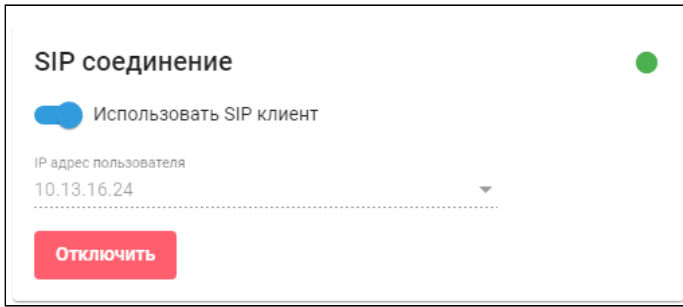 SIP соединение
Использовать SIP клиент
IP адрес пользователя
10.13.16.24
Отключить